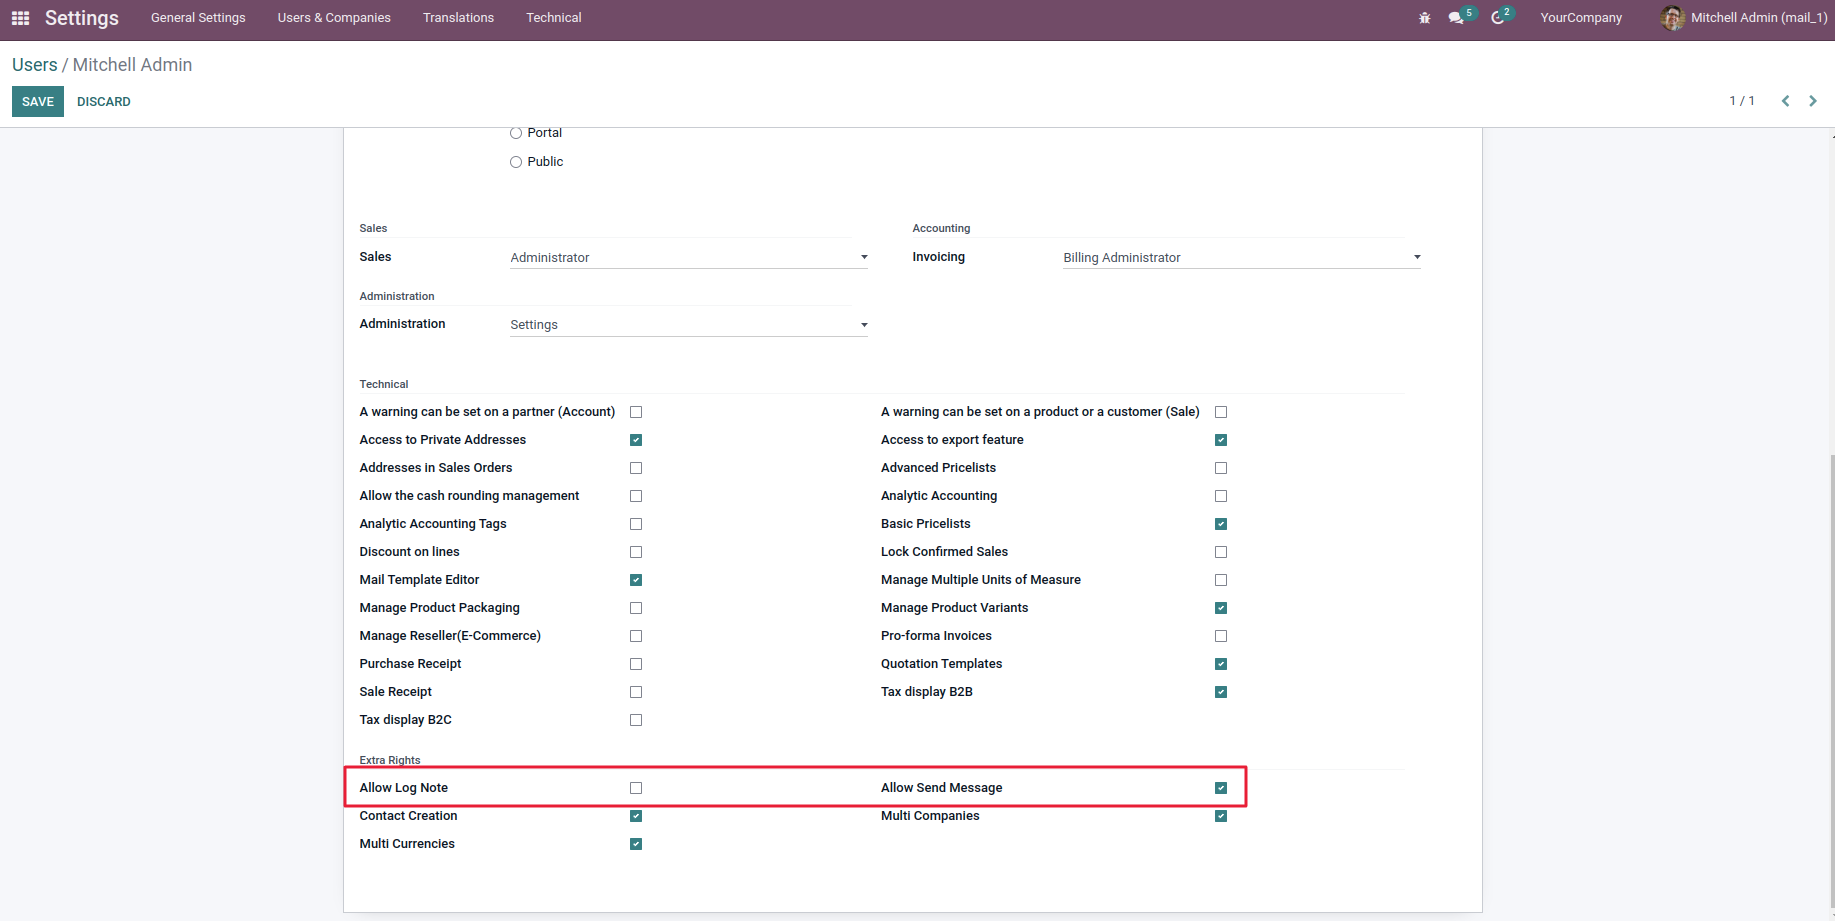 Settings General Settings Users & Companies Translations Technical 5 2 YourCompany Mitchell Admin (mail_1)
Users / Mitchell Admin
SAVE DISCARD 1 / 1
Portal
Public
Sales Accounting
Sales Administrator Invoicing Billing Administrator
Administration
Administration Settings
Technical
A warning can be set on a partner (Account) A warning can be set on a product or a customer (Sale)
Access to Private Addresses Access to export feature
Addresses in Sales Orders Advanced Pricelists
Allow the cash rounding management Analytic Accounting
Analytic Accounting Tags Basic Pricelists
Discount on lines Lock Confirmed Sales
Mail Template Editor Manage Multiple Units of Measure
Manage Product Packaging Manage Product Variants
Manage Reseller(E-Commerce) Pro-forma Invoices
Purchase Receipt Quotation Templates
Sale Receipt Tax display B2B
Tax display B2C
Extra Rights
Allow Log Note Allow Send Message
Contact Creation Multi Companies
Multi Currencies